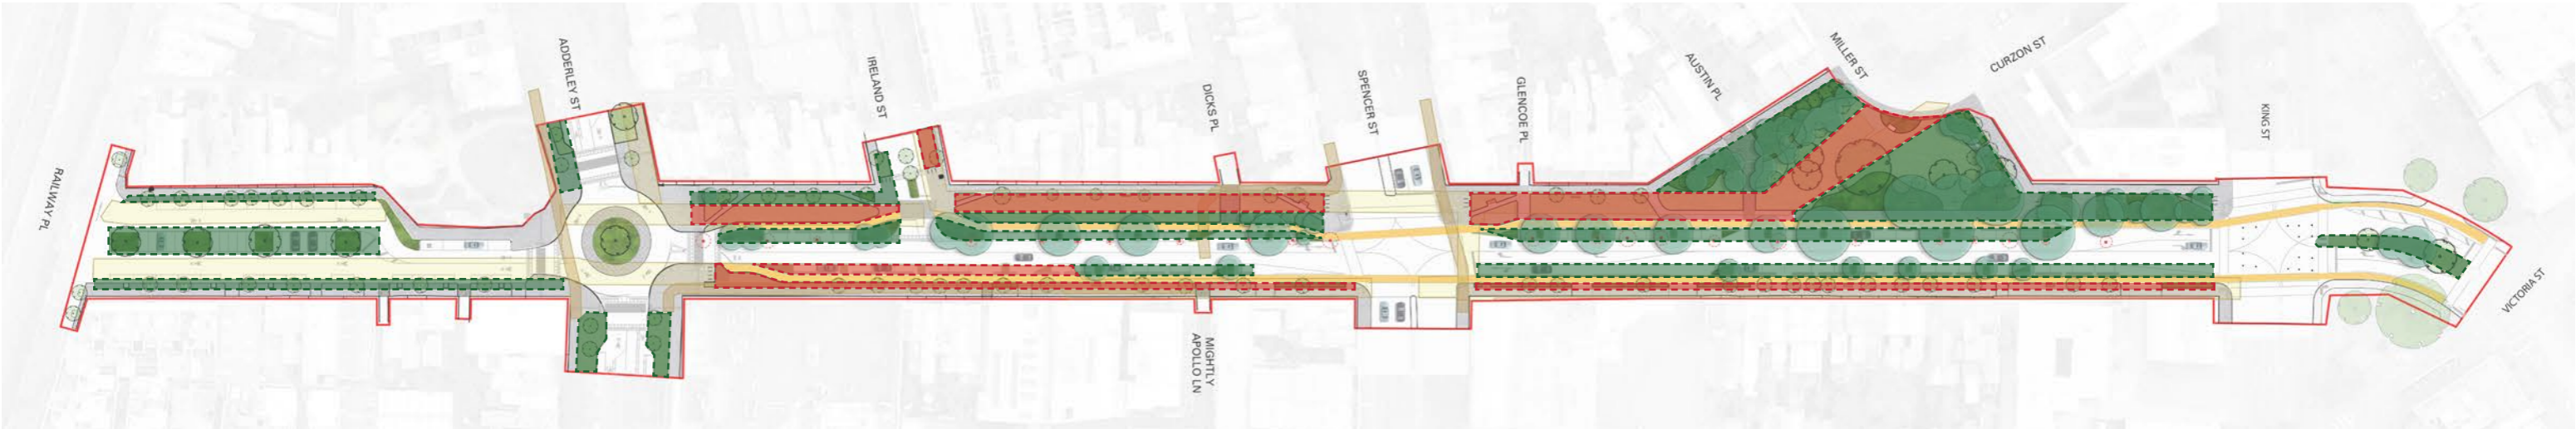 RAILWAY PL
ADDERLEY ST
IRELAND ST
DICKS PL
MIGHTLY
APOLLO LN
SPENCER ST
GLENCOE PL
AUSTIN PL
MILLER ST
CURZON ST
KING ST
VICTORIA ST